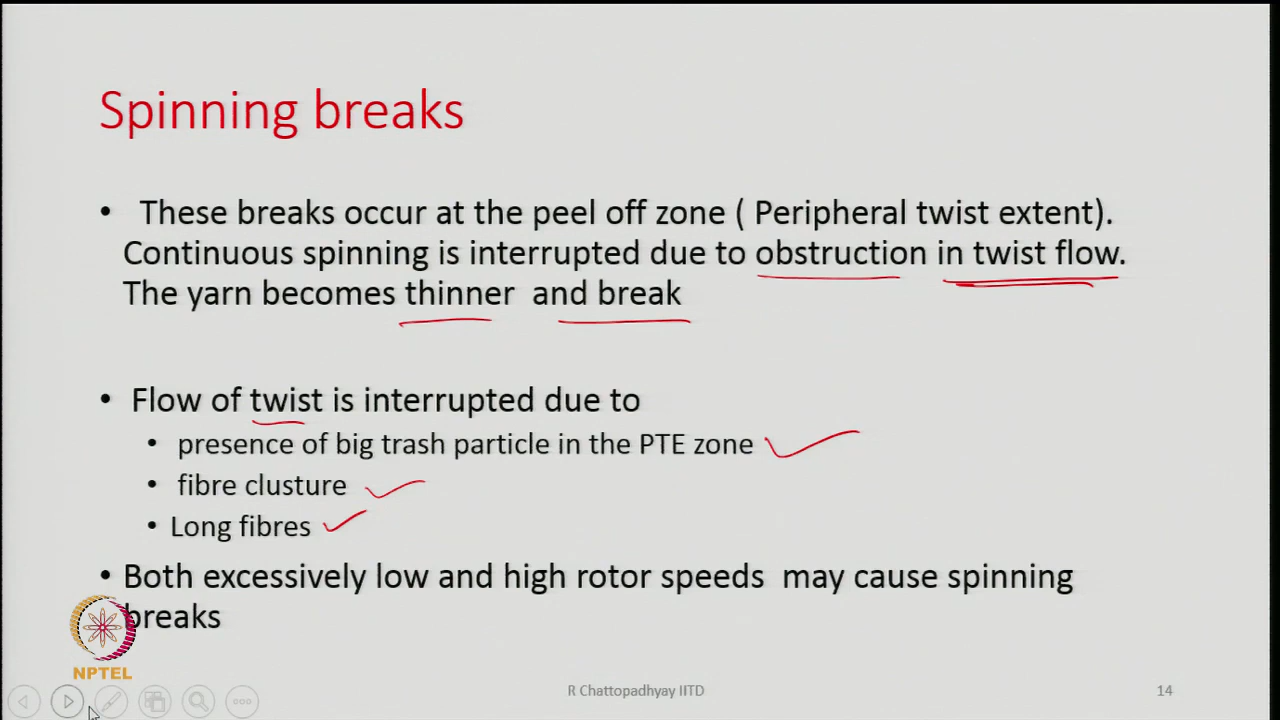 Spinning breaks
• These breaks occur at the peel off zone ( Peripheral twist extent).
Continuous spinning is interrupted due to obstruction in twist flow.
The yarn becomes thinner and break
• Flow of twist is interrupted due to
• presence of big trash particle in the PTE zone
• fibre clusture
• Long fibres
• Both excessively low and high rotor speeds may cause spinning
breaks
NPTEL
R Chattopadhyay IITD
14